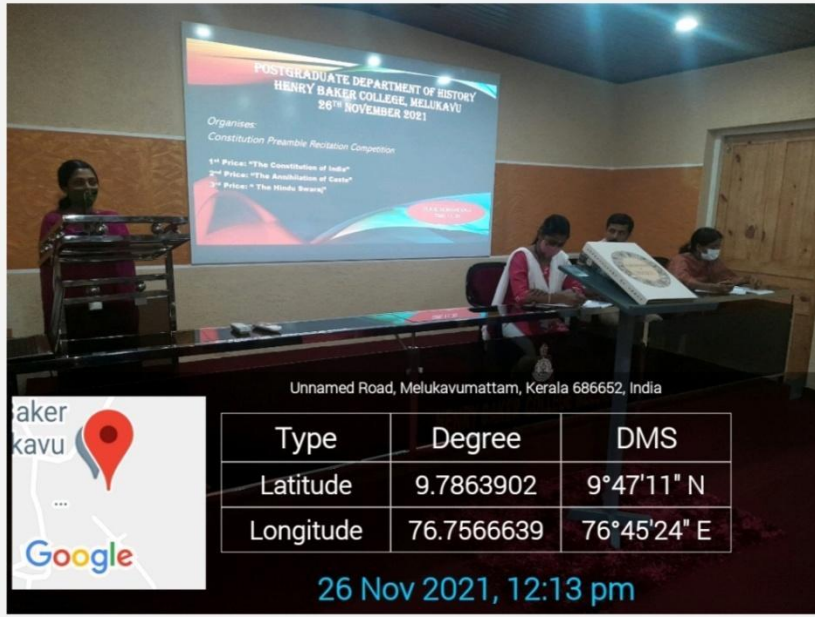 POSTGRADUATE DEPARTMENT OF HISTORY
HENRY BAKER COLLEGE, MELUKAVU
26TH NOVEMBER 2021
Organises:
Constitution Preamble Recitation Competition
1st Price: "The Constitution of India"
2nd Price: "The Annihilation of Caste"
3rd Price: " The Hindu Swaraj"
Unnamed Road, Melukavumattam, Kerala 686652, India
aker
kavu
...
Google
Type Degree DMS
Latitude 9.7863902 9°47'11" N
Longitude 76.7566639 76°45'24" E
26 Nov 2021, 12:13 pm